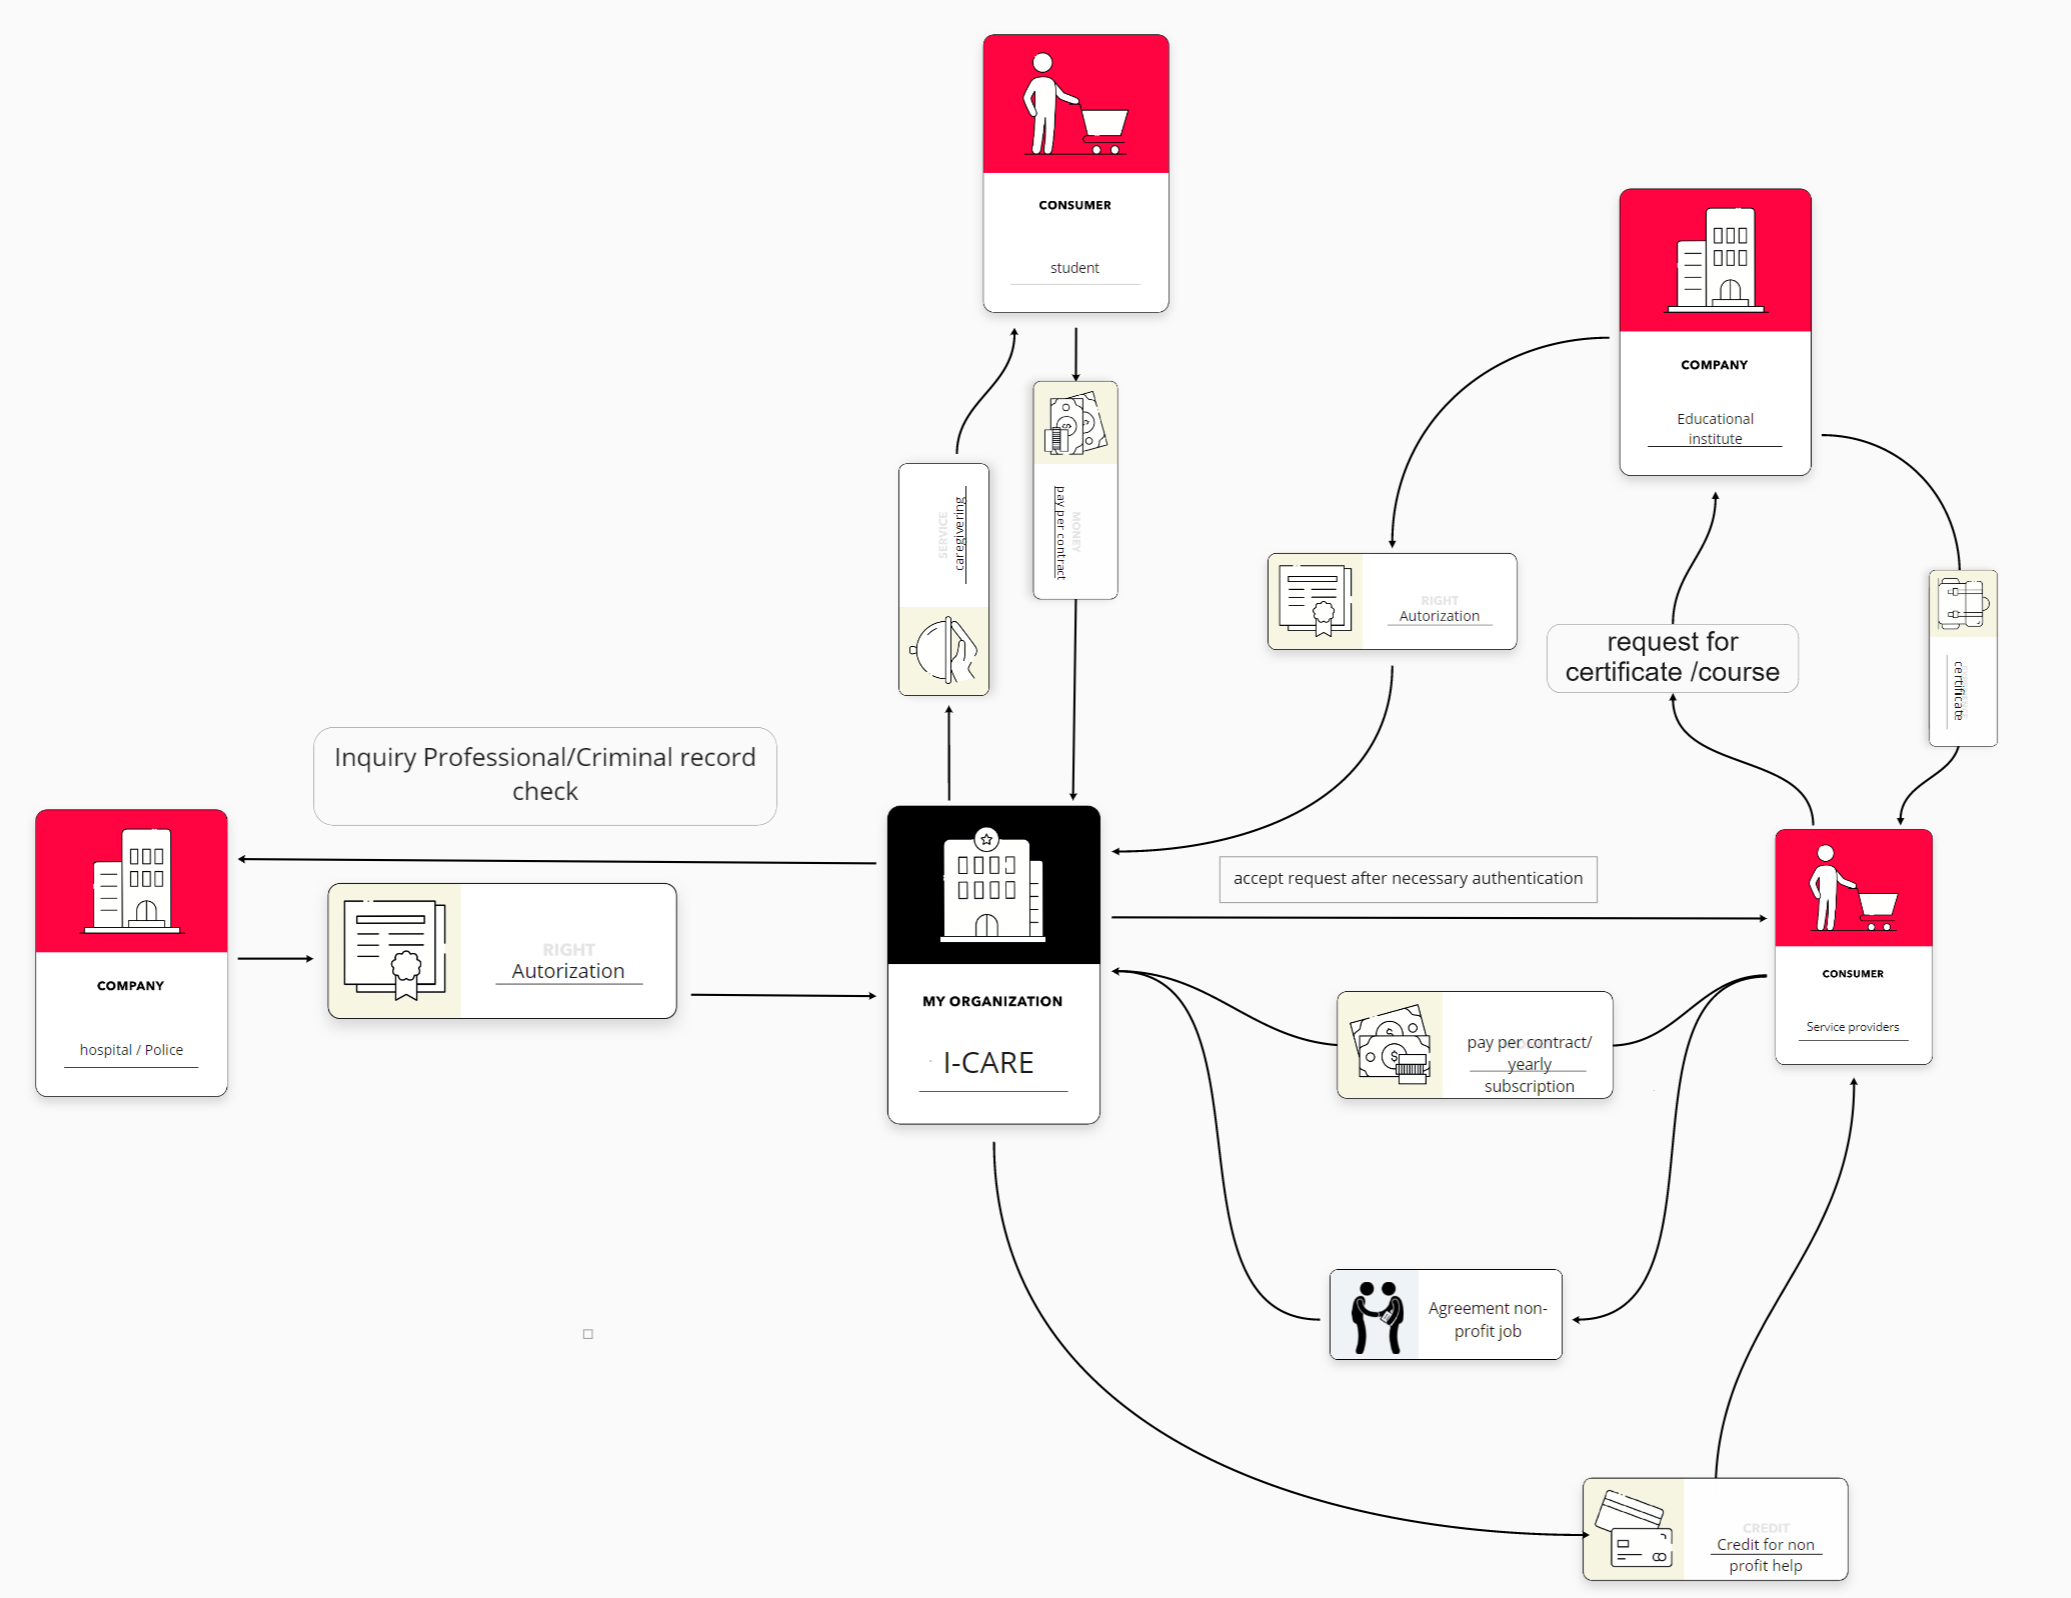 CONSUMER
student
COMPANY
Educational
institute
SERVICE
caregivering
MONEY
pay per contract
RIGHT
Autorization
request for
certificate /course
certificate
Inquiry Professional/Criminal record
check
COMPANY
hospital / Police
RIGHT
Autorization
MY ORGANIZATION
I-CARE
accept request after necessary authentication
CONSUMER
Service providers
pay per contract/
yearly
subscription
Agreement non-
profit job
CREDIT
Credit for non
profit help